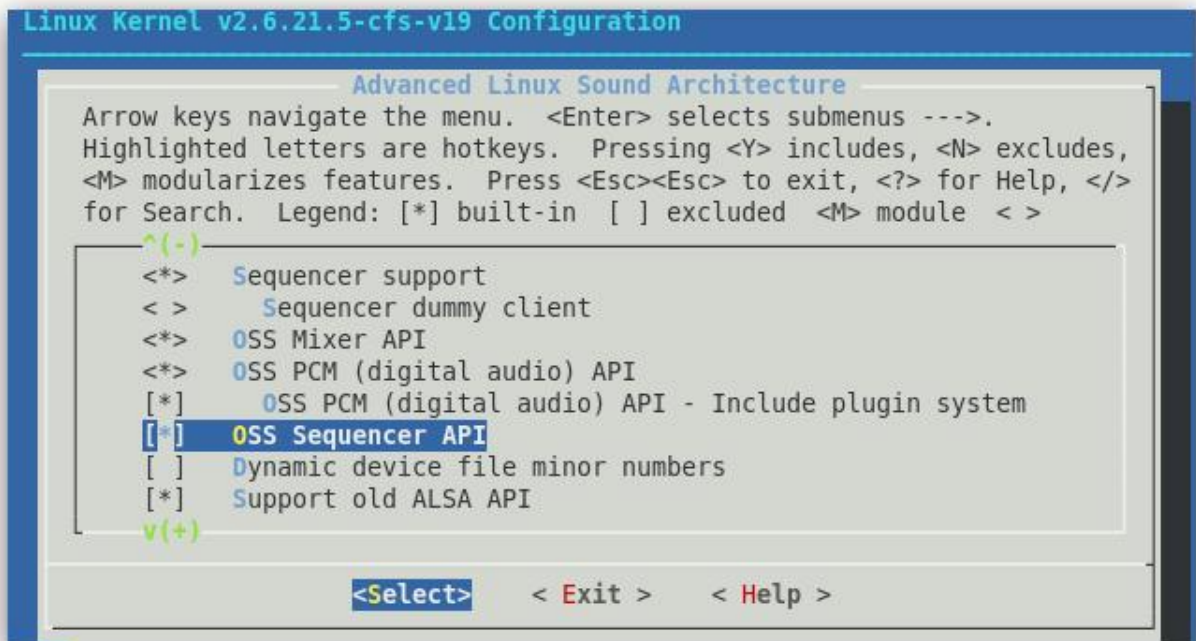 Linux Kernel v2.6.21.5-cfs-v19 Configuration
Advanced Linux Sound Architecture
Arrow keys navigate the menu.  <Enter> selects submenus --->.
Highlighted letters are hotkeys.  Pressing <Y> includes, <N> excludes,
<M> modularizes features.  Press <Esc><Esc> to exit, <?> for Help, </>
for Search.  Legend: [*] built-in  [ ] excluded  <M> module  < >
^(-)
<*>   Sequencer support
< >     Sequencer dummy client
<*>   OSS Mixer API
<*>   OSS PCM (digital audio) API
[*]     OSS PCM (digital audio) API - Include plugin system
[*]   OSS Sequencer API
[ ]   Dynamic device file minor numbers
[*]   Support old ALSA API
v(+)
<Select>    < Exit >    < Help >